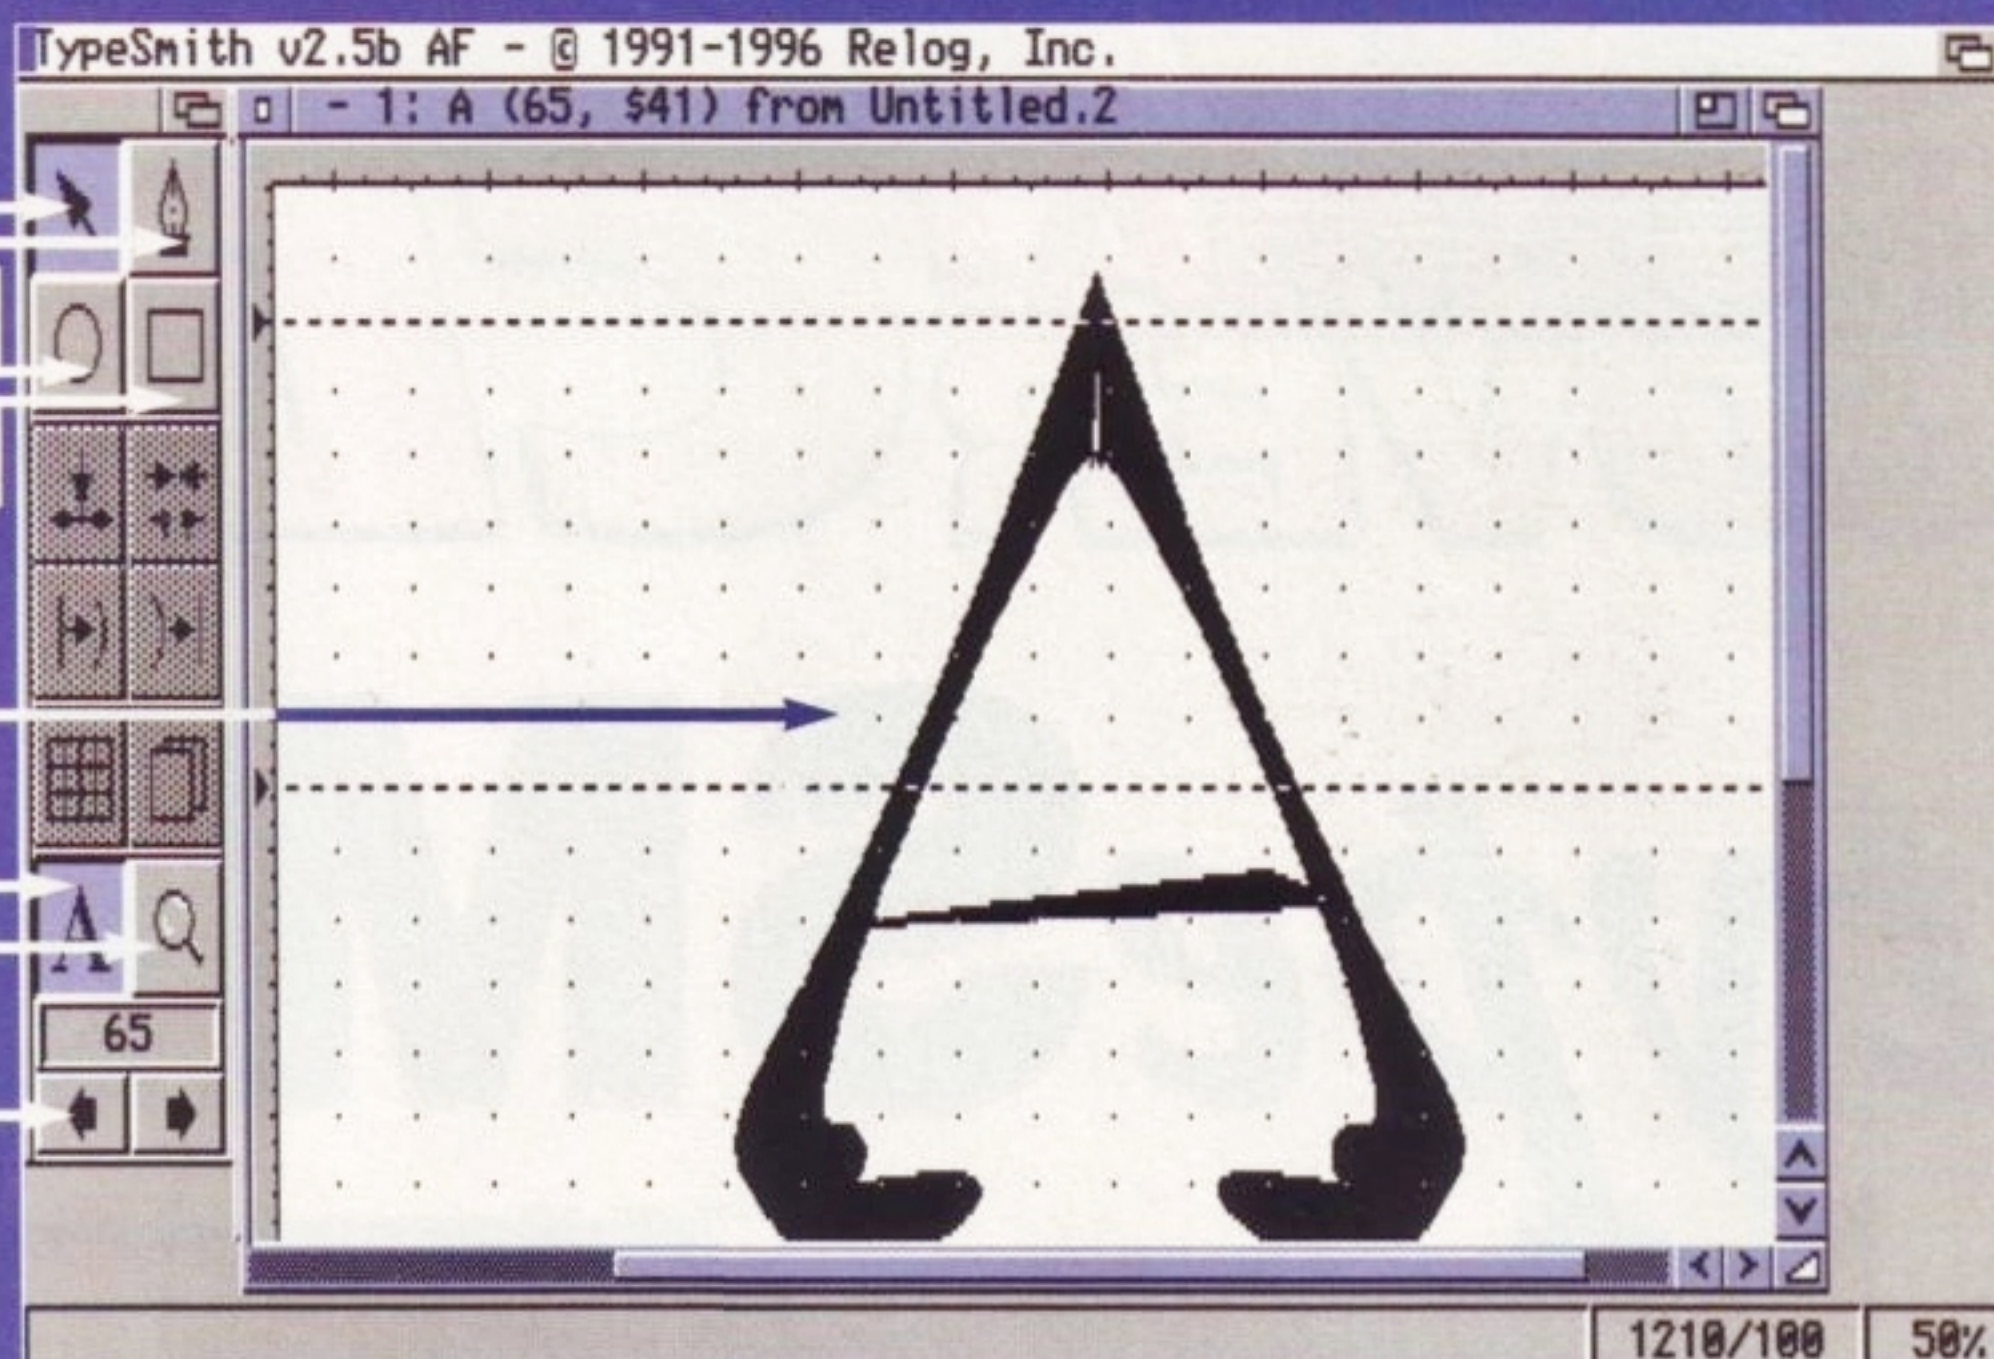 TypeSmith v2.5b AF - © 1991-1996 Relog, Inc.
- 1: A (65, $41) from Untitled.2
A
A
65
1210/100
50%